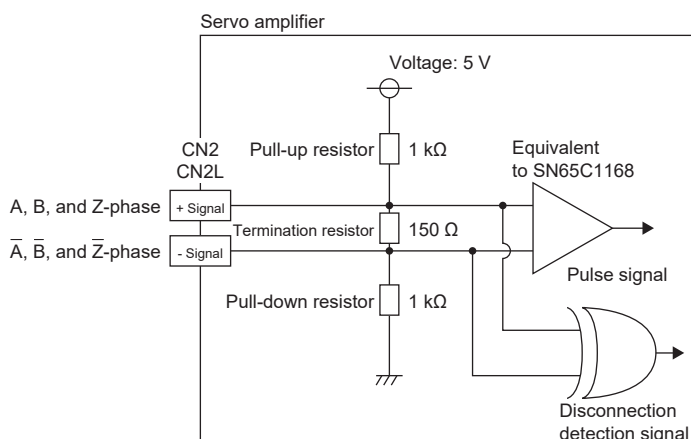 Servo amplifier
Voltage: 5 V
CN2
CN2L
Pull-up resistor
1 kΩ
Equivalent
to SN65C1168
A, B, and Z-phase
+ Signal
Termination resistor
150 Ω
A̅, B̅, and Z̅-phase
- Signal
Pulse signal
Pull-down resistor
1 kΩ
Disconnection
detection signal